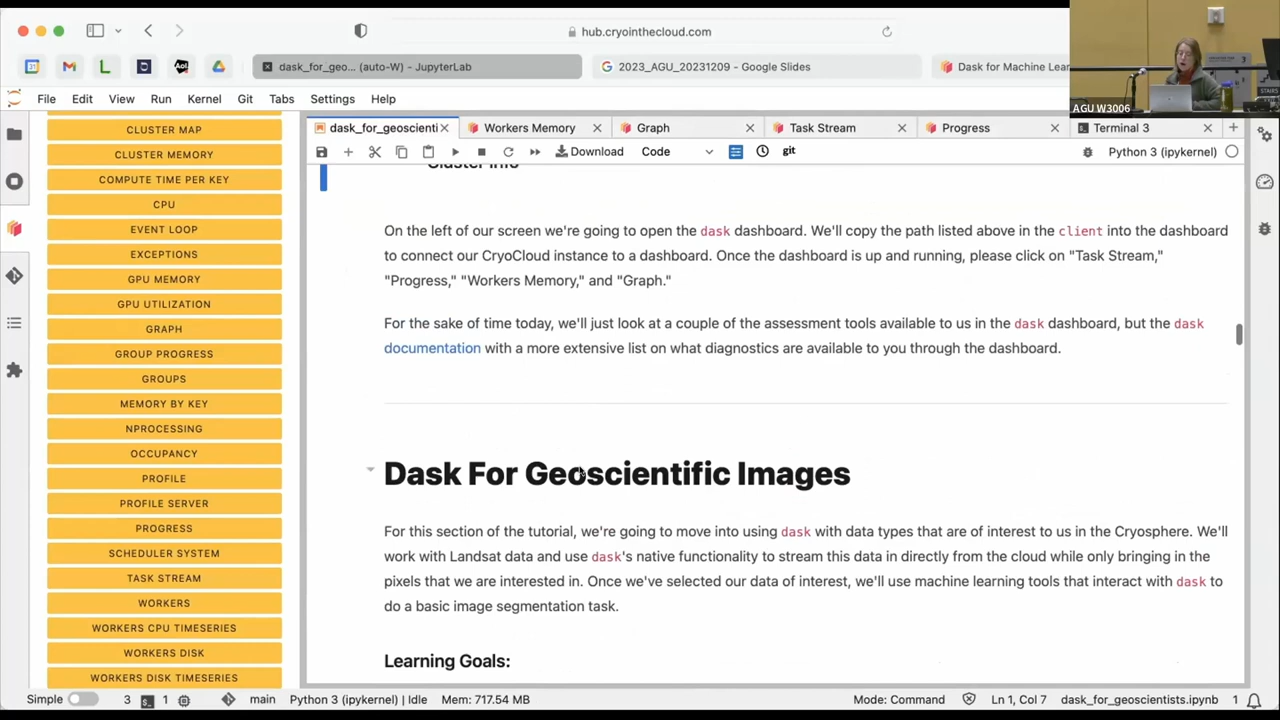 hub.cryointhecloud.com
dask_for_geo... (auto-W) - JupyterLab
2023_AGU_20231209 - Google Slides
Dask for Machine Lear
AGU W3006
STAIRS
File Edit View Run Kernel Git Tabs Settings Help
dask_for_geoscienti
Workers Memory
Graph
Task Stream
Progress
Terminal 3
Download
Code
git
Python 3 (ipykernel)
CLUSTER MAP
CLUSTER MEMORY
COMPUTE TIME PER KEY
CPU
EVENT LOOP
EXCEPTIONS
GPU MEMORY
GPU UTILIZATION
GRAPH
GROUP PROGRESS
GROUPS
MEMORY BY KEY
NPROCESSING
OCCUPANCY
PROFILE
PROFILE SERVER
PROGRESS
SCHEDULER SYSTEM
TASK STREAM
WORKERS
WORKERS CPU TIMESERIES
WORKERS DISK
WORKERS DISK TIMESERIES
Cluster Info
On the left of our screen we're going to open the dask dashboard. We'll copy the path listed above in the client into the dashboard
to connect our CryoCloud instance to a dashboard. Once the dashboard is up and running, please click on "Task Stream,"
"Progress," "Workers Memory," and "Graph."
For the sake of time today, we'll just look at a couple of the assessment tools available to us in the dask dashboard, but the dask
documentation with a more extensive list on what diagnostics are available to you through the dashboard.
Dask For Geoscientific Images
For this section of the tutorial, we're going to move into using dask with data types that are of interest to us in the Cryosphere. We'll
work with Landsat data and use dask's native functionality to stream this data in directly from the cloud while only bringing in the
pixels that we are interested in. Once we've selected our data of interest, we'll use machine learning tools that interact with dask to
do a basic image segmentation task.
Learning Goals:
Simple 3 1 main Python 3 (ipykernel) | Idle Mem: 717.54 MB Mode: Command Ln 1, Col 7 dask_for_geoscientists.ipynb 1